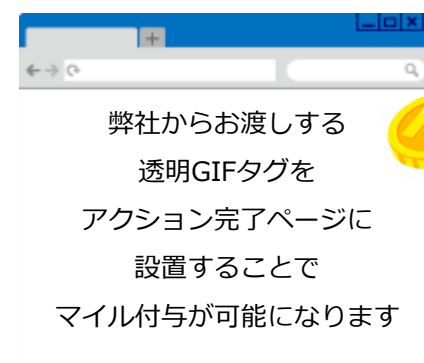 弊社からお渡しする
透明GIFタグを
アクション完了ページに
設置することで
マイル付与が可能になります